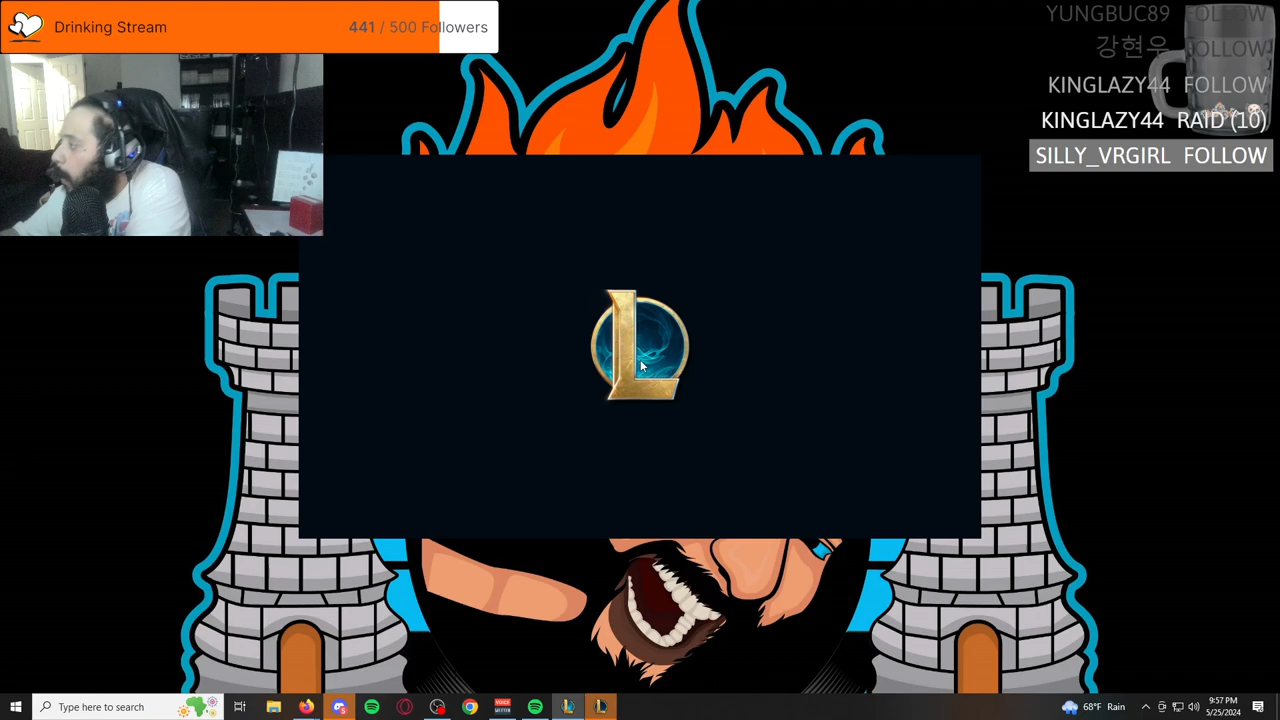 Drinking Stream
441 / 500 Followers
YUNGBUC89 FOLLOW
강현우 FOLLOW
KINGLAZY44 FOLLOW
KINGLAZY44 RAID (10)
SILLY_VRGIRL FOLLOW
Type here to search
68°F Rain
9:57 PM
5/25/2024